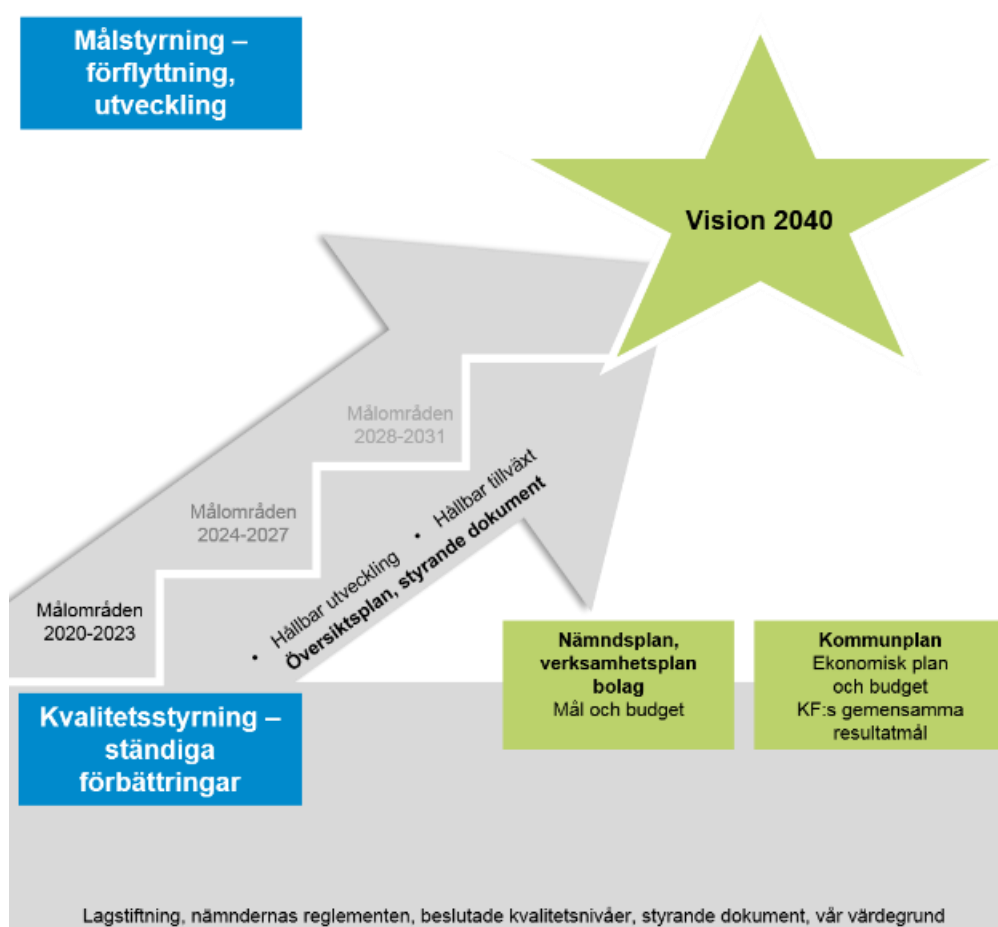 Målstyrning –
förflyttning,
utveckling
Vision 2040
Målområden
2028-2031
Målområden
2024-2027
Målområden
2020-2023
• Hållbar utveckling • Hållbar tillväxt
Översiktsplan, styrande dokument
Nämndsplan,
verksamhetsplan
bolag
Mål och budget
Kommunplan
Ekonomisk plan
och budget
KF:s gemensamma
resultatmål
Kvalitetsstyrning –
ständiga
förbättringar
Lagstiftning, nämndernas reglementen, beslutade kvalitetsnivåer, styrande dokument, vår värdegrund